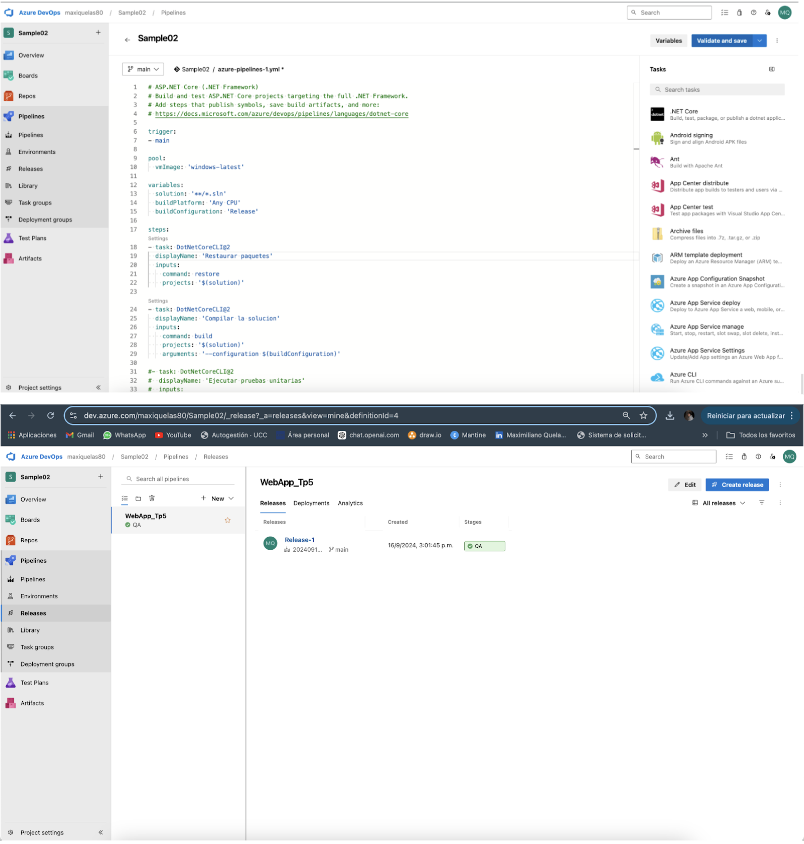 Azure DevOps maxiquelas80 / Sample02 / Pipelines
Search
MQ
S Sample02 +
Overview
Boards
Repos
Pipelines
Pipelines
Environments
Releases
Library
Task groups
Deployment groups
Test Plans
Artifacts
Project settings «
← Sample02
Variables
Validate and save
main
Sample02 / azure-pipelines-1.yml *
1 # ASP.NET Core (.NET Framework)
2 # Build and test ASP.NET Core projects targeting the full .NET Framework.
3 # Add steps that publish symbols, save build artifacts, and more:
4 # https://docs.microsoft.com/azure/devops/pipelines/languages/dotnet-core
5
6 trigger:
7 - main
8
9 pool:
10 vmImage: 'windows-latest'
11
12 variables:
13 solution: '**/*.sln'
14 buildPlatform: 'Any CPU'
15 buildConfiguration: 'Release'
16
17 steps:
Settings
18 - task: DotNetCoreCLI@2
19 displayName: 'Restaurar paquetes'
20 inputs:
21 command: restore
22 projects: '$(solution)'
23
Settings
24 - task: DotNetCoreCLI@2
25 displayName: 'Compilar la solucion'
26 inputs:
27 command: build
28 projects: '$(solution)'
29 arguments: '--configuration $(buildConfiguration)'
30
31 #- task: DotNetCoreCLI@2
32 # displayName: 'Ejecutar pruebas unitarias'
33 # inputs:
Tasks
Search tasks
.NET Core
Build, test, package, or publish a dotnet applic...
Android signing
Sign and align Android APK files
Ant
Build with Apache Ant
App Center distribute
Distribute app builds to testers and users via ...
App Center test
Test app packages with Visual Studio App Cen...
Archive files
Compress files into .7z, .tar.gz, or .zip
ARM template deployment
Deploy an Azure Resource Manager (ARM) te...
Azure App Configuration Snapshot
Create a snapshot in an Azure App Configurati...
Azure App Service deploy
Deploy to Azure App Service a web, mobile, or...
Azure App Service manage
Start, stop, restart, slot swap, slot delete, inst...
Azure App Service Settings
Update/Add App settings an Azure Web App f...
Azure CLI
Run Azure CLI commands against an Azure su...
dev.azure.com/maxiquelas80/Sample02/_release?_a=releases&view=mine&definitionId=4
Reiniciar para actualizar
Aplicaciones Gmail WhatsApp YouTube Autogestión - UCC Área personal chat.openai.com draw.io Mantine Maximiliano Quela... Sistema de solicit... » Todos los favoritos
Azure DevOps maxiquelas80 / Sample02 / Pipelines / Releases
Search
MQ
S Sample02 +
Overview
Boards
Repos
Pipelines
Pipelines
Environments
Releases
Library
Task groups
Deployment groups
Test Plans
Artifacts
Project settings «
Search all pipelines
+ New
WebApp_Tp5
QA
WebApp_Tp5
Edit
Create release
Releases Deployments Analytics
All releases
Releases Created Stages
MQ Release-1 16/9/2024, 3:01:45 p.m. QA
2024091... main